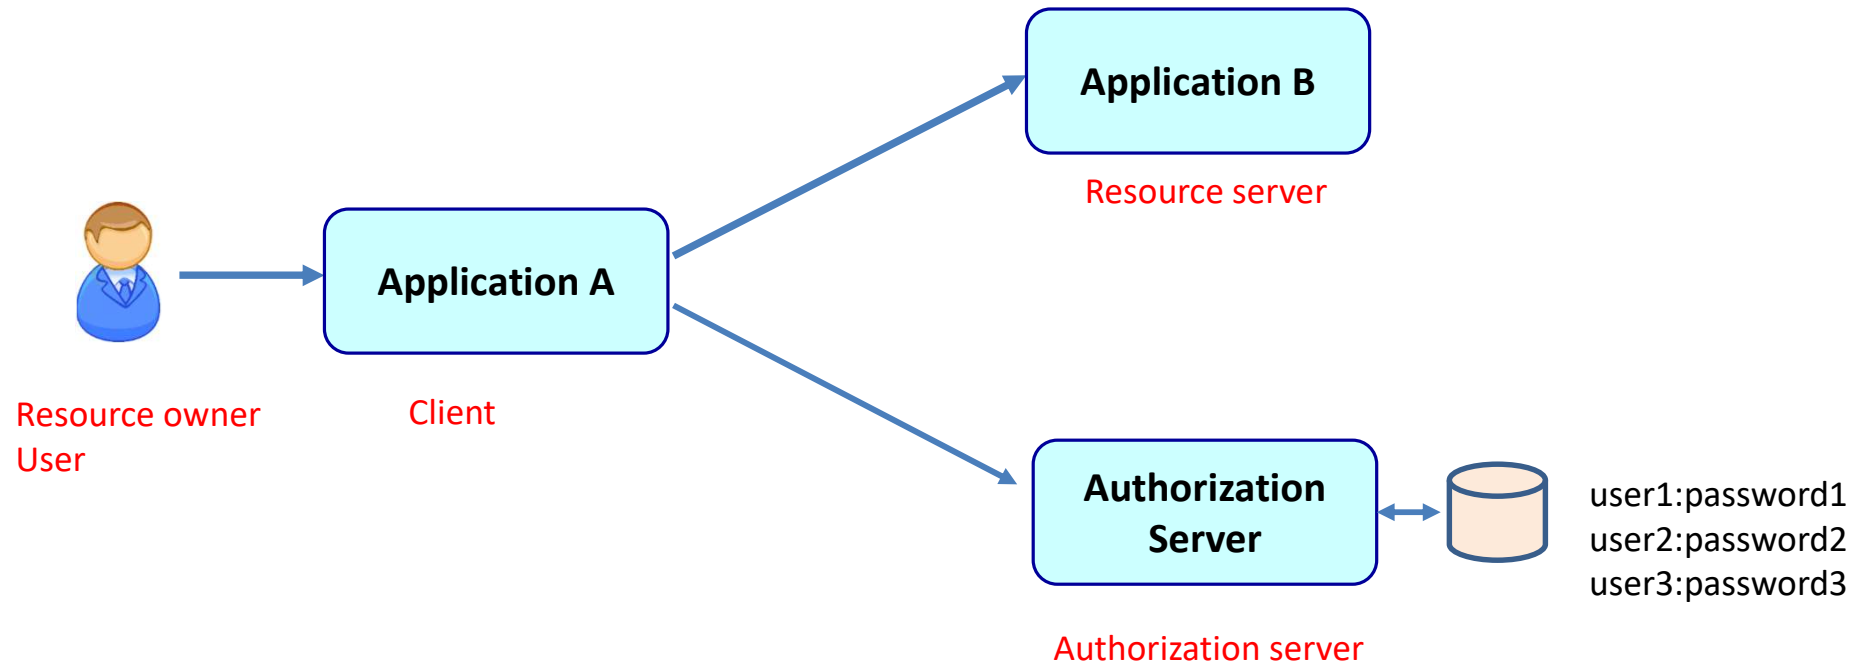 Application B
Resource server
Application A
Resource owner
User
Client
Authorization
Server
user1:password1
user2:password2
user3:password3
Authorization server